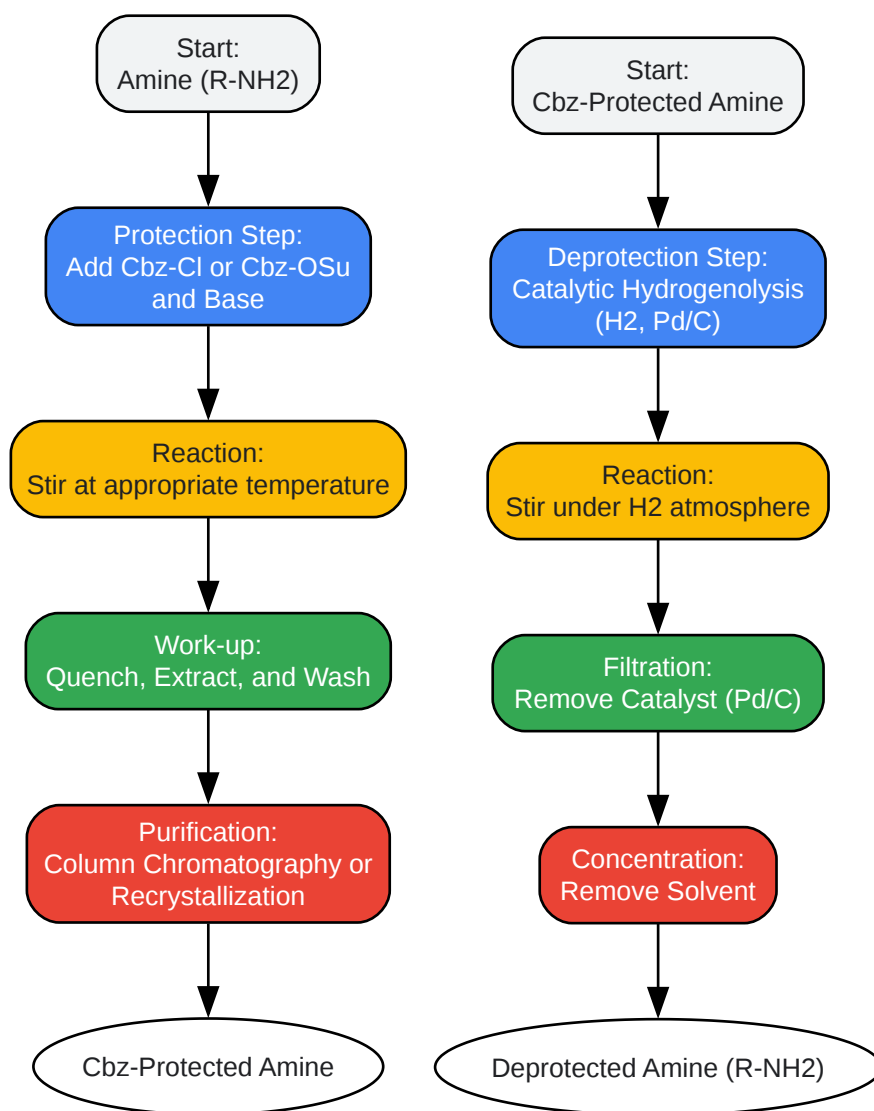 Start:
Amine (R-NH2)
Protection Step:
Add Cbz-Cl or Cbz-OSu
and Base
Reaction:
Stir at appropriate temperature
Work-up:
Quench, Extract, and Wash
Purification:
Column Chromatography or
Recrystallization
Cbz-Protected Amine
Start:
Cbz-Protected Amine
Deprotection Step:
Catalytic Hydrogenolysis
(H2, Pd/C)
Reaction:
Stir under H2 atmosphere
Filtration:
Remove Catalyst (Pd/C)
Concentration:
Remove Solvent
Deprotected Amine (R-NH2)